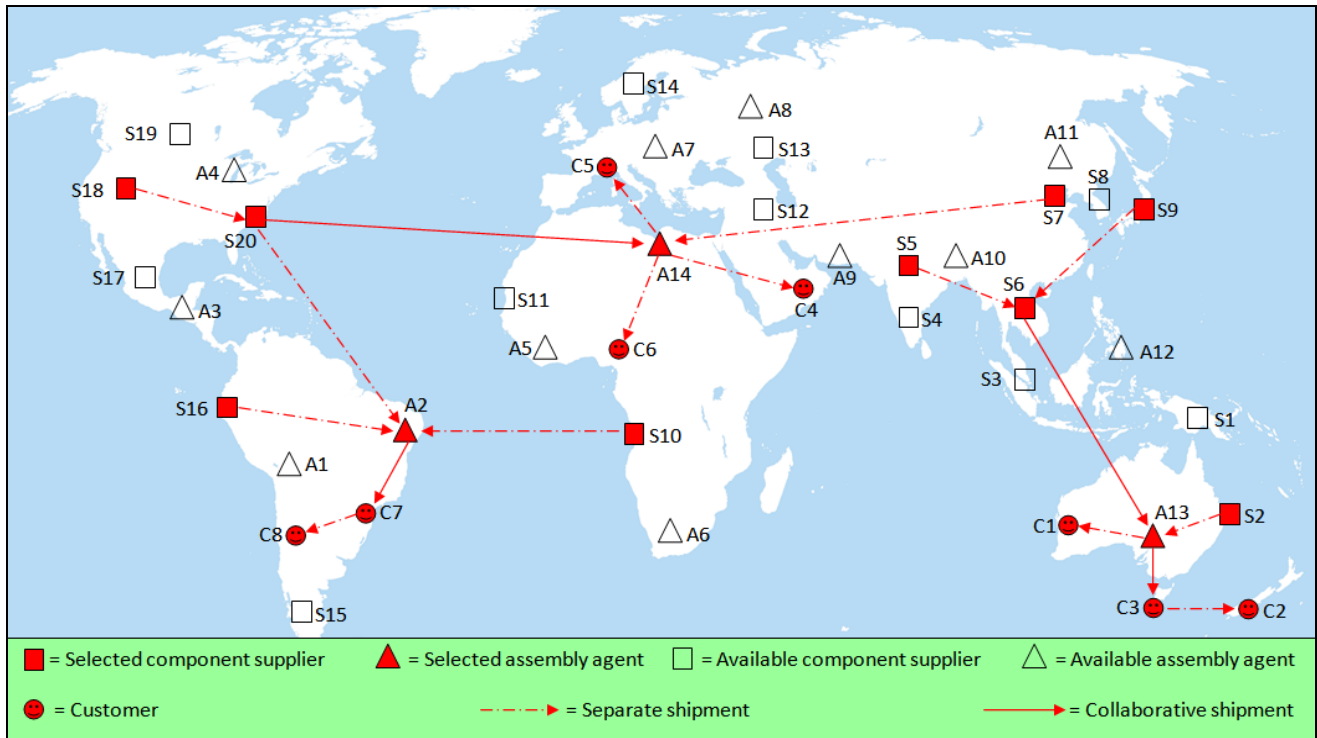 S14
A8
S19
A11
A4
C5
A7
S13
S8
S18
S7
S9
S12
S20
S5
A10
S17
A14
A9
S6
S11
C4
A3
S4
A5
C6
A12
S3
S16
A2
S1
S10
A1
C7
A13
C1
S2
C8
A6
C3
C2
S15
= Selected component supplier
= Selected assembly agent
= Available component supplier
= Available assembly agent
= Customer
= Separate shipment
= Collaborative shipment